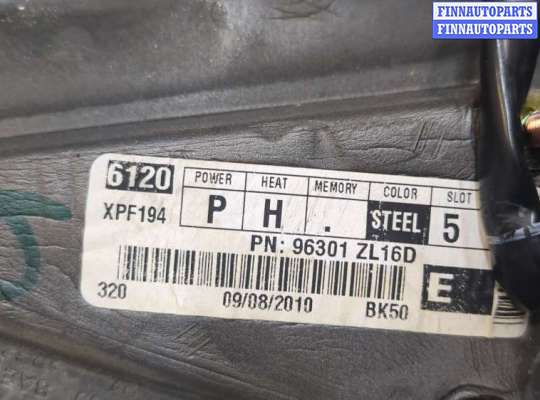 FINNAUTOPARTS
FINNAUTOPARTS
6120 POWER HEAT MEMORY COLOR SLOT
XPF194 P H . STEEL 5
PN: 96301 ZL16D
E
320 09/08/2010 BK50